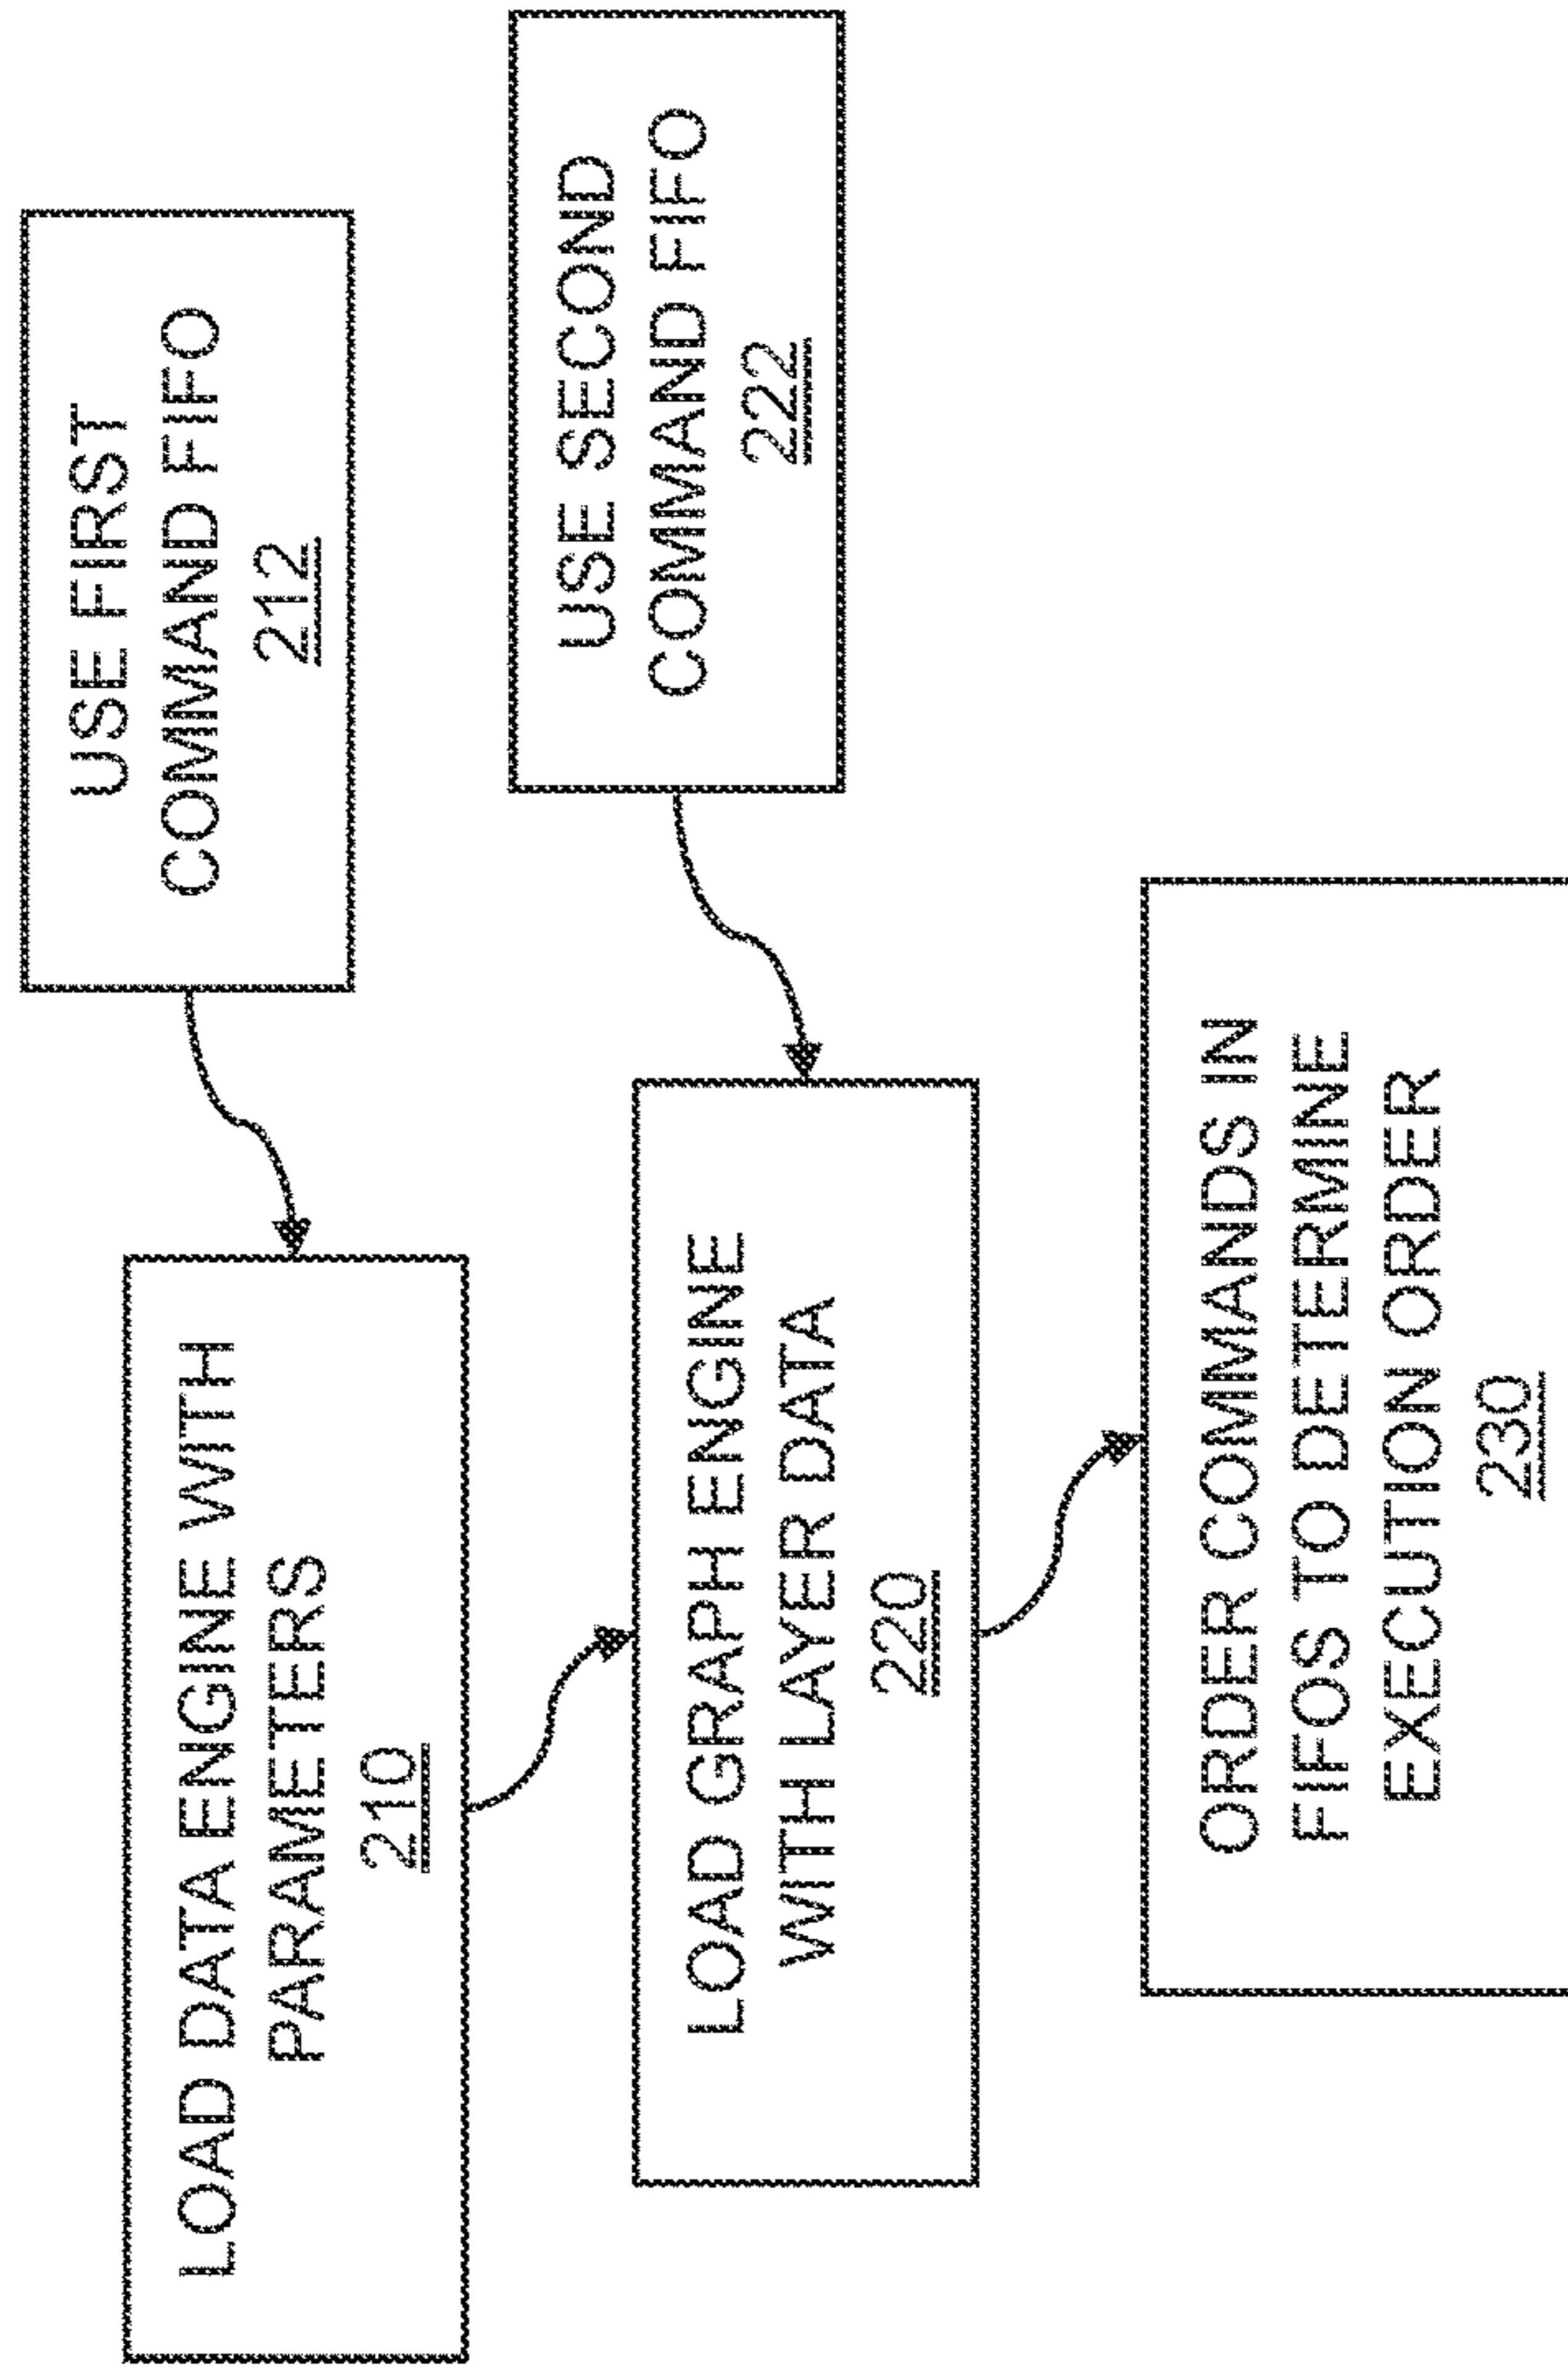 USE FIRST
COMMAND FIFO
212
LOAD DATA ENGINE WITH
PARAMETERS
210
USE SECOND
COMMAND FIFO
222
LOAD GRAPH ENGINE
WITH LAYER DATA
220
ORDER COMMANDS IN
FIFOS TO DETERMINE
EXECUTION ORDER
230